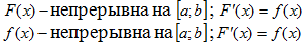 F(x) – непрерывна на [a; b]; F'(x) = f(x)
f(x) – непрерывна на [a; b]; F'(x) = f(x)